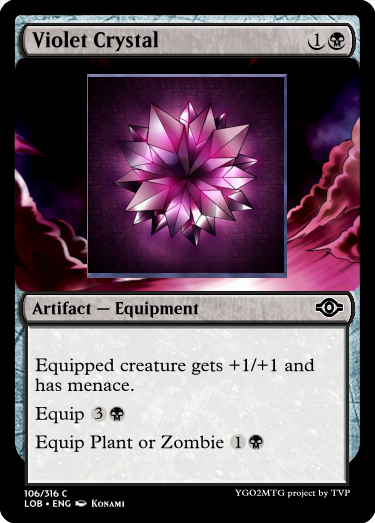 Violet Crystal 1
Artifact — Equipment
Equipped creature gets +1/+1 and
has menace.
Equip 3
Equip Plant or Zombie 1
106/316 C
LOB • ENG Konami
YGO2MTG project by TVP